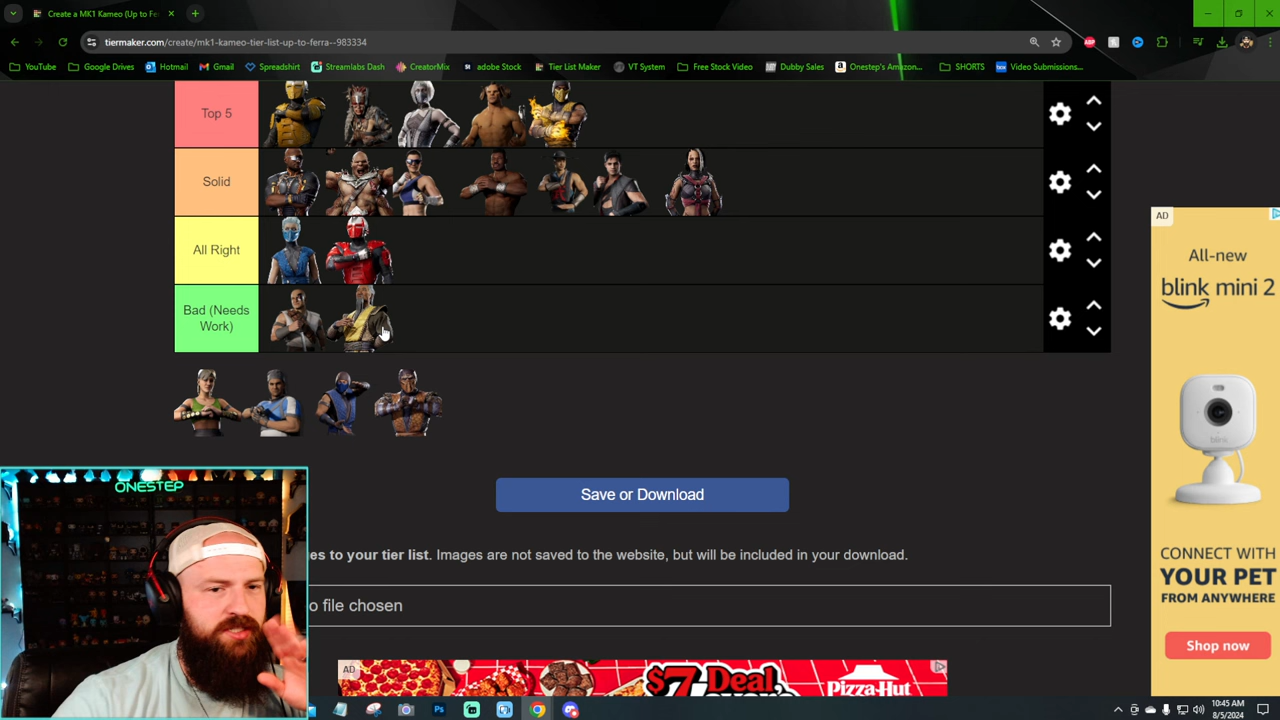 Create a MK1 Kameo (Up to Fer
tiermaker.com/create/mk1-kameo-tier-list-up-to-ferra--983334
YouTube
Google Drives
Hotmail
Gmail
Spreadshirt
Streamlabs Dash
CreatorMix
adobe Stock
Tier List Maker
VT System
Free Stock Video
Dubby Sales
Onestep's Amazon...
SHORTS
Video Submissions...
Top 5
Solid
All Right
Bad (Needs
Work)
Save or Download
es to your tier list. Images are not saved to the website, but will be included in your download.
o file chosen
AD
All-new
blink mini 2
CONNECT WITH
YOUR PET
FROM ANYWHERE
Shop now
ONESTEP
AD
$7 Deal
Pizza Hut
10:45 AM
8/5/2024